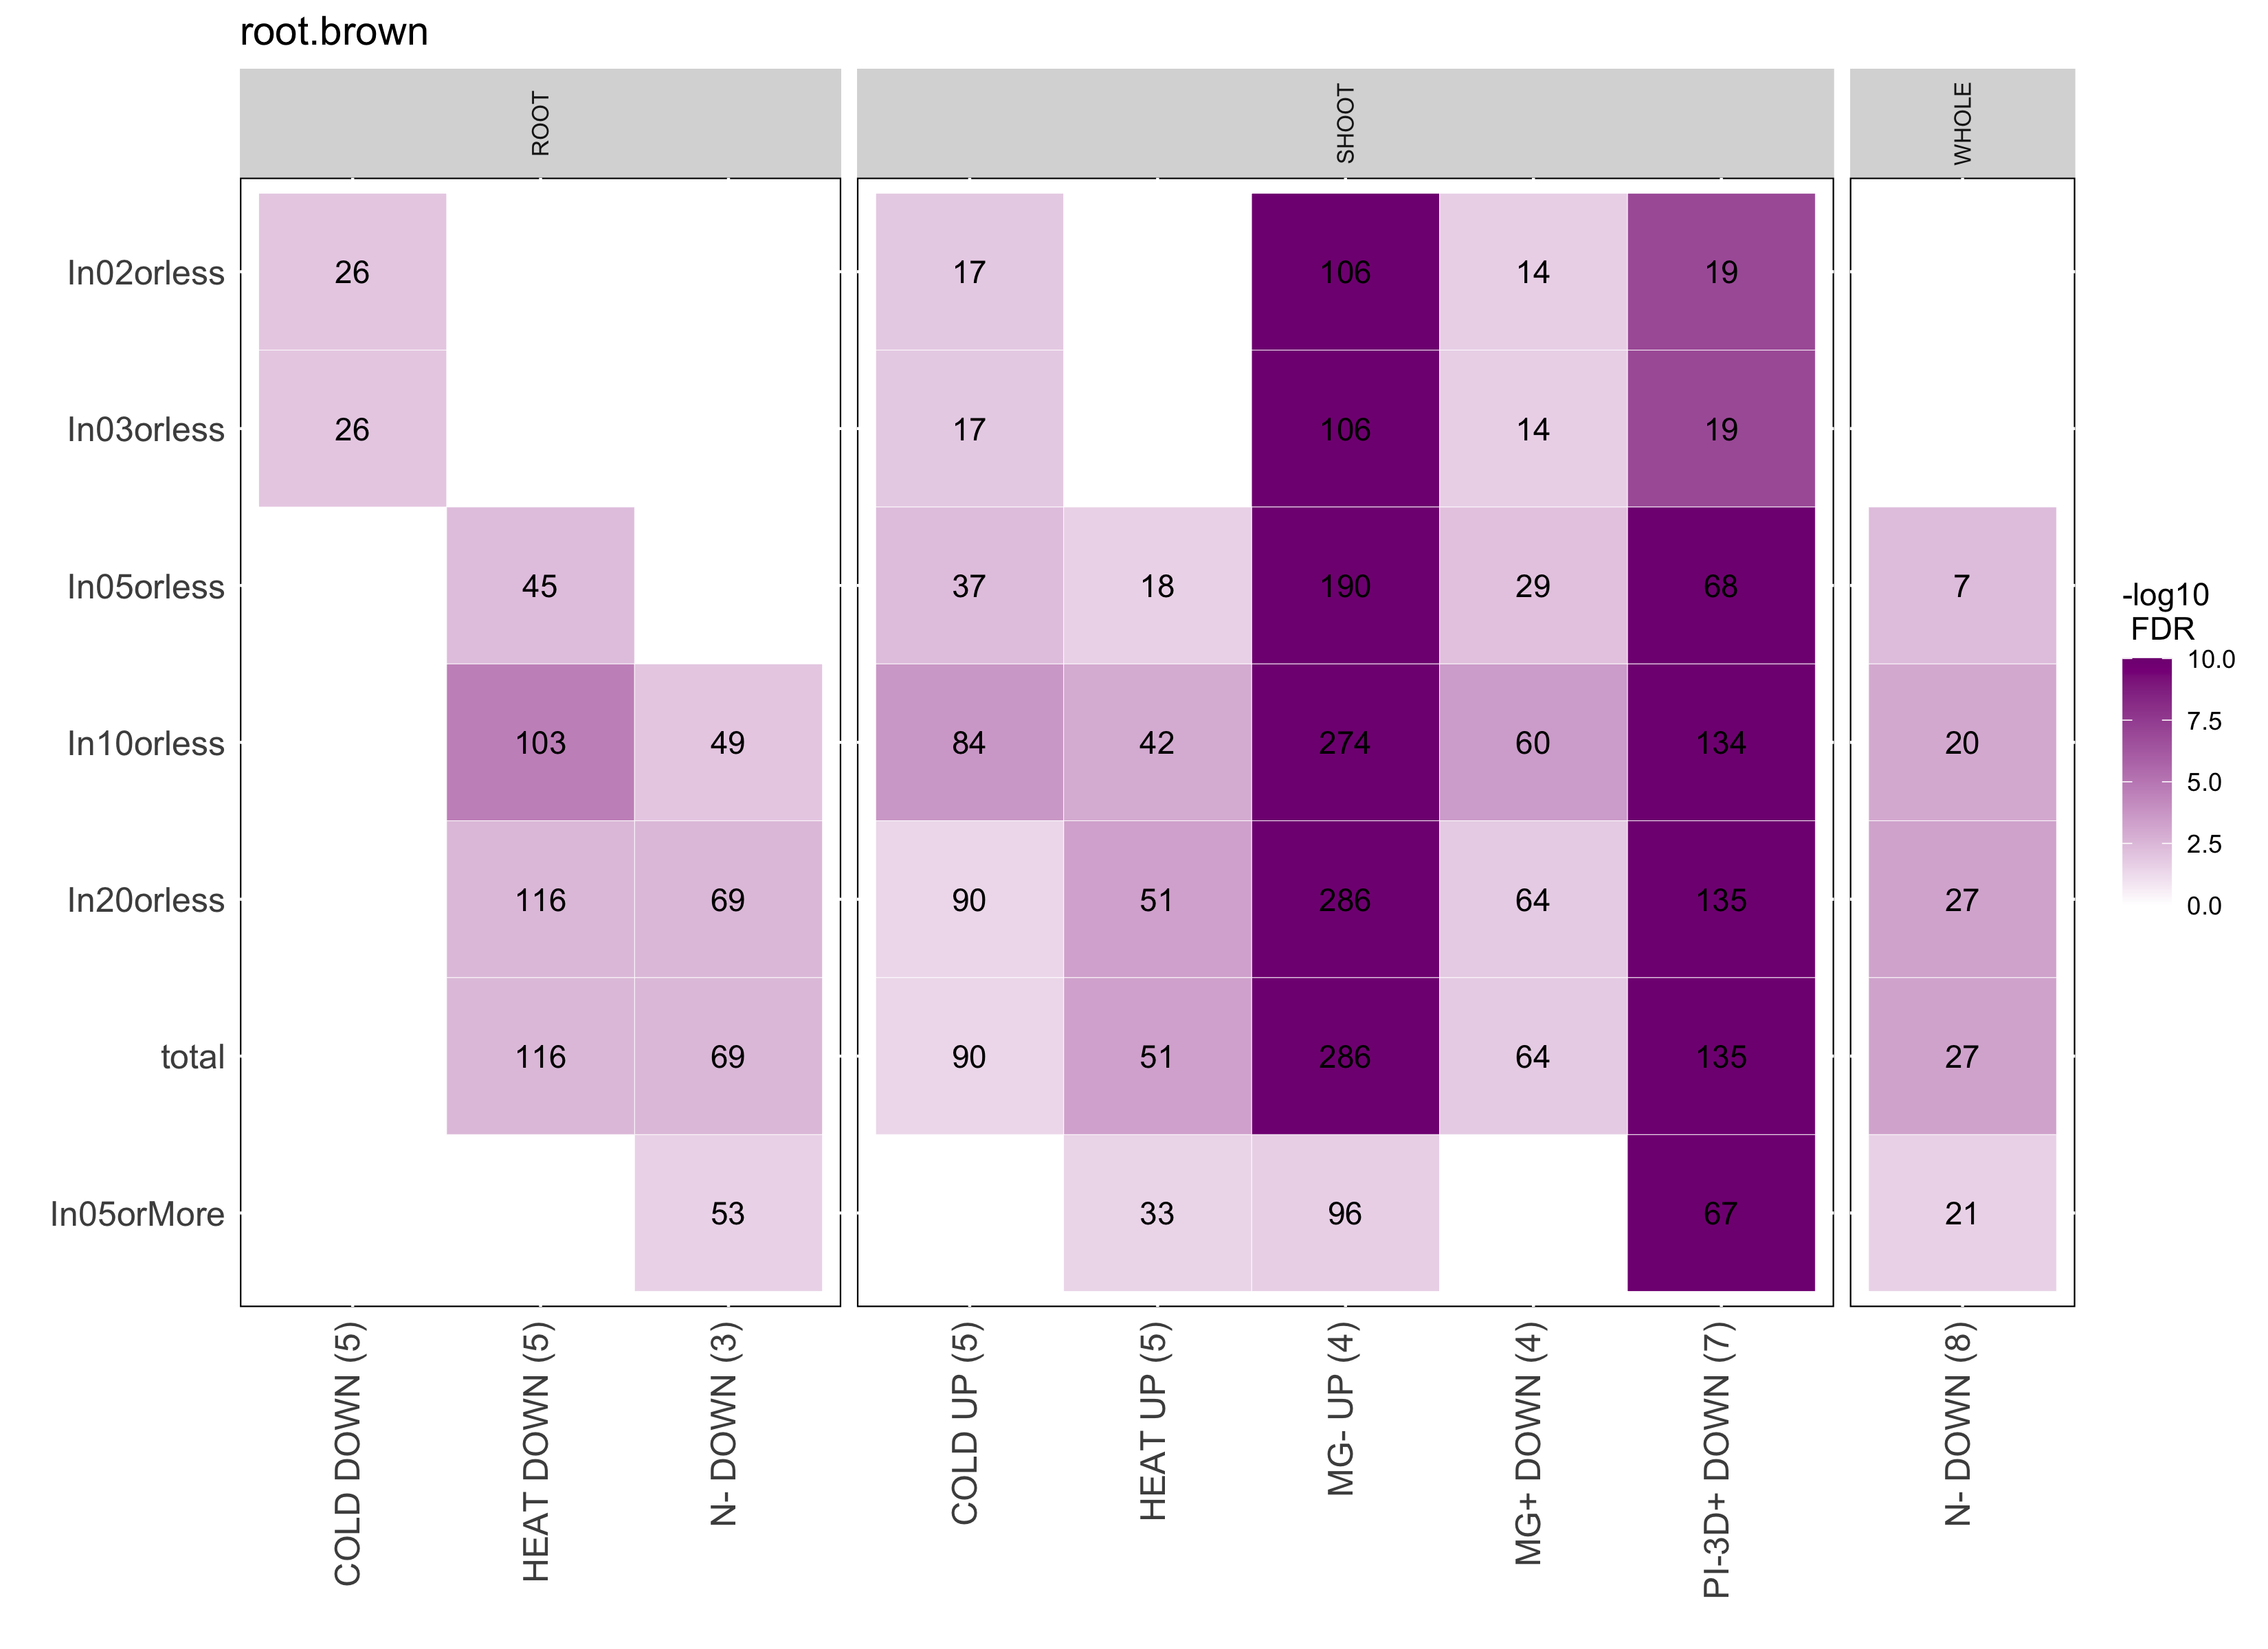 root.brown
ROOT
SHOOT
WHOLE
In02orless
26
17
106
14
19
In03orless
26
17
106
14
19
In05orless
45
37
18
190
29
68
7
In10orless
103
49
84
42
274
60
134
20
In20orless
116
69
90
51
286
64
135
27
total
116
69
90
51
286
64
135
27
In05orMore
53
33
96
67
21
COLD DOWN (5)
HEAT DOWN (5)
N- DOWN (3)
COLD UP (5)
HEAT UP (5)
MG- UP (4)
MG+ DOWN (4)
PI-3D+ DOWN (7)
N- DOWN (8)
-log10
FDR
10.0
7.5
5.0
2.5
0.0